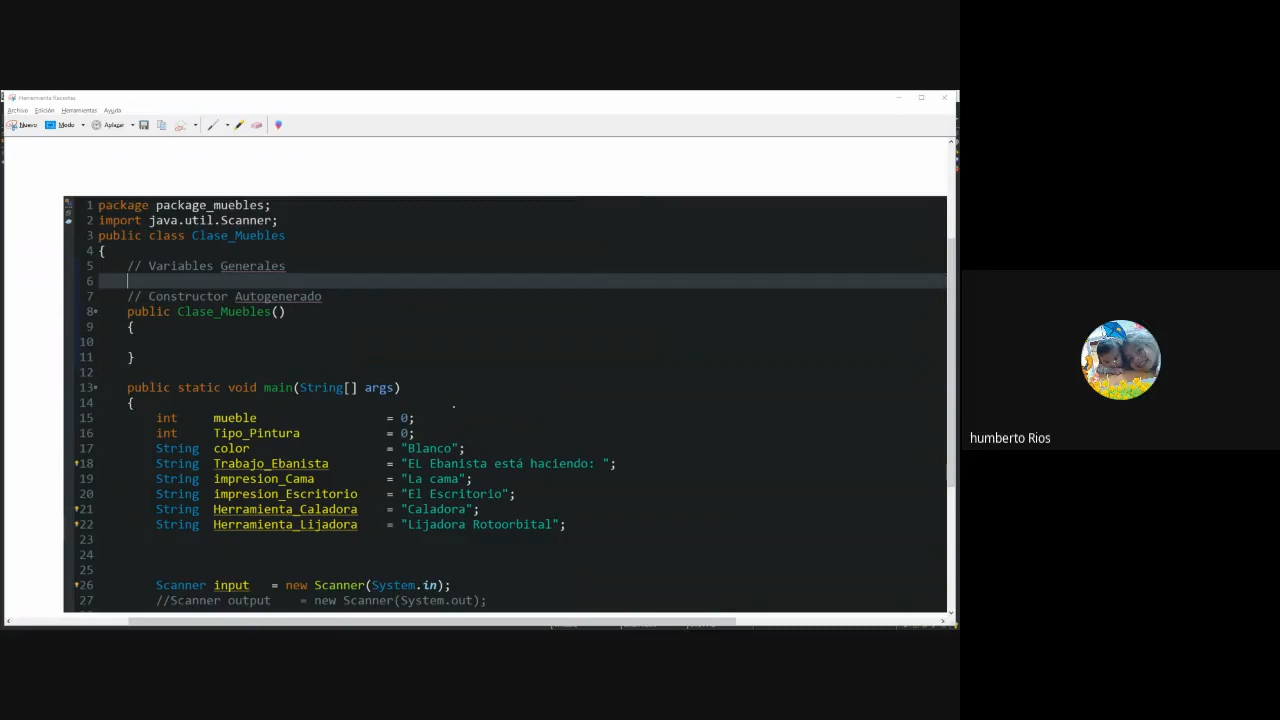 Herramienta Recortes
Archivo Edición Herramientas Ayuda
Nuevo Modo Aplazar
1 package package_muebles;
2 import java.util.Scanner;
3 public class Clase_Muebles
4 {
5 // Variables Generales
6
7 // Constructor Autogenerado
8 public Clase_Muebles()
9 {
10
11 }
12
13 public static void main(String[] args)
14 {
15 int mueble = 0;
16 int Tipo_Pintura = 0;
17 String color = "Blanco";
18 String Trabajo_Ebanista = "EL Ebanista está haciendo: ";
19 String impresion_Cama = "La cama";
20 String impresion_Escritorio = "El Escritorio";
21 String Herramienta_Caladora = "Caladora";
22 String Herramienta_Lijadora = "Lijadora Rotoorbital";
23
24
25
26 Scanner input = new Scanner(System.in);
27 //Scanner output = new Scanner(System.out);
humberto Rios